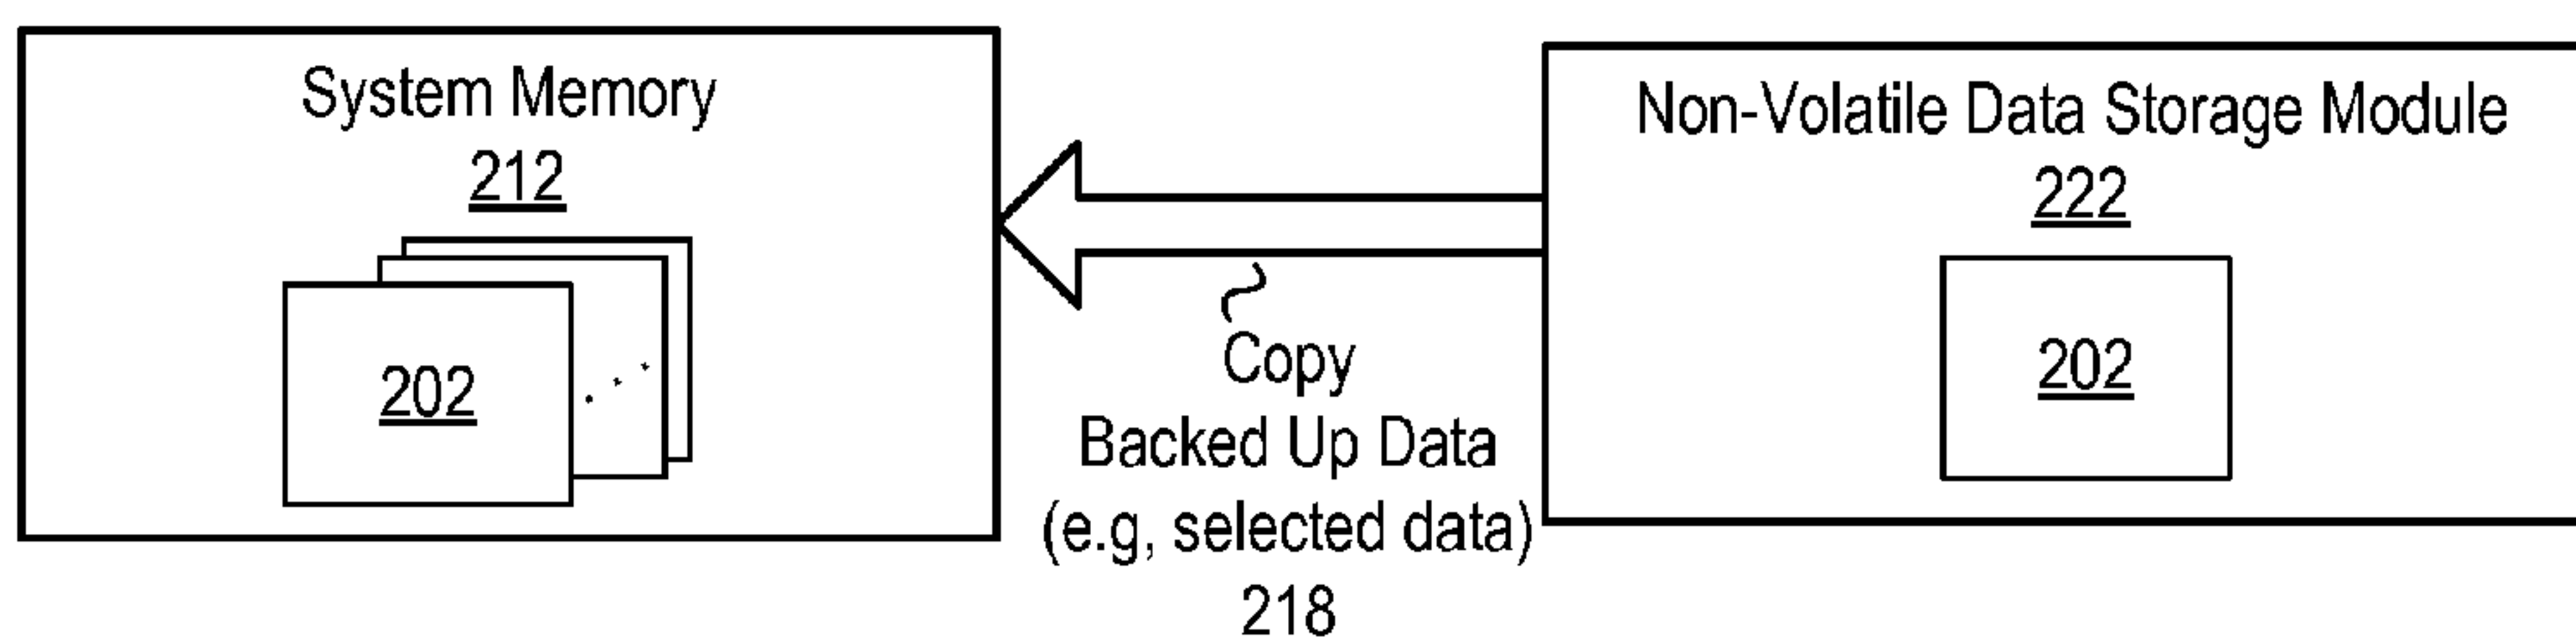 System Memory
212
202
Copy
Backed Up Data
(e.g, selected data)
218
Non-Volatile Data Storage Module
222
202